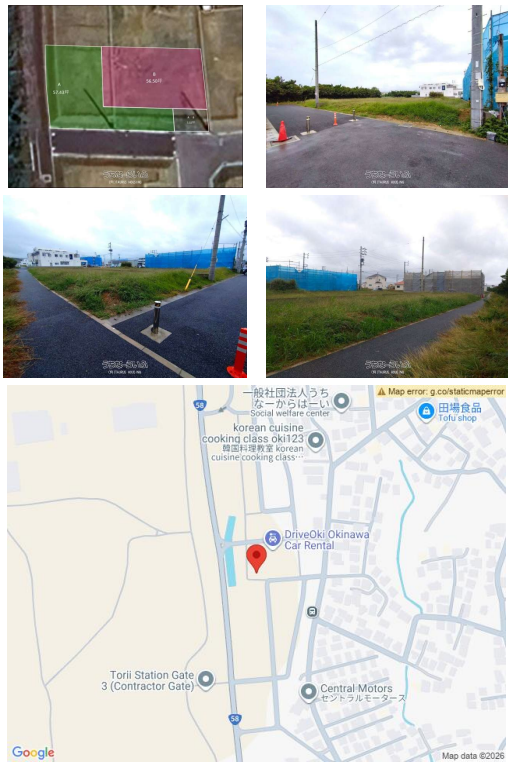 A
B
58
一般社団法人うち
なーからはーい
Social welfare center
korean cuisine
cooking class oki123
韓国料理教室 korean
cuisine cooking class…
⚠ Map error: g.co/staticmaperror
田場食品
Tofu shop
DriveOki Okinawa
Car Rental
Torii Station Gate
3 (Contractor Gate)
Central Motors
セントラルモータース
58
Google
Map data ©2026